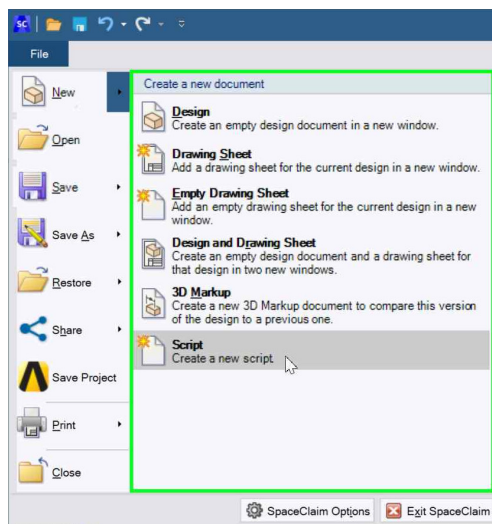 SC
File
New
Open
Save
Save As
Restore
Share
Save Project
Print
Close
Create a new document
Design
Create an empty design document in a new window.
Drawing Sheet
Add a drawing sheet for the current design in a new window.
Empty Drawing Sheet
Add an empty drawing sheet for the current design in a new
window.
Design and Drawing Sheet
Create an empty design document and a drawing sheet for
that design in two new windows.
3D Markup
Create a new 3D Markup document to compare this version
of the design to a previous one.
Script
Create a new script.
SpaceClaim Options
Exit SpaceClaim